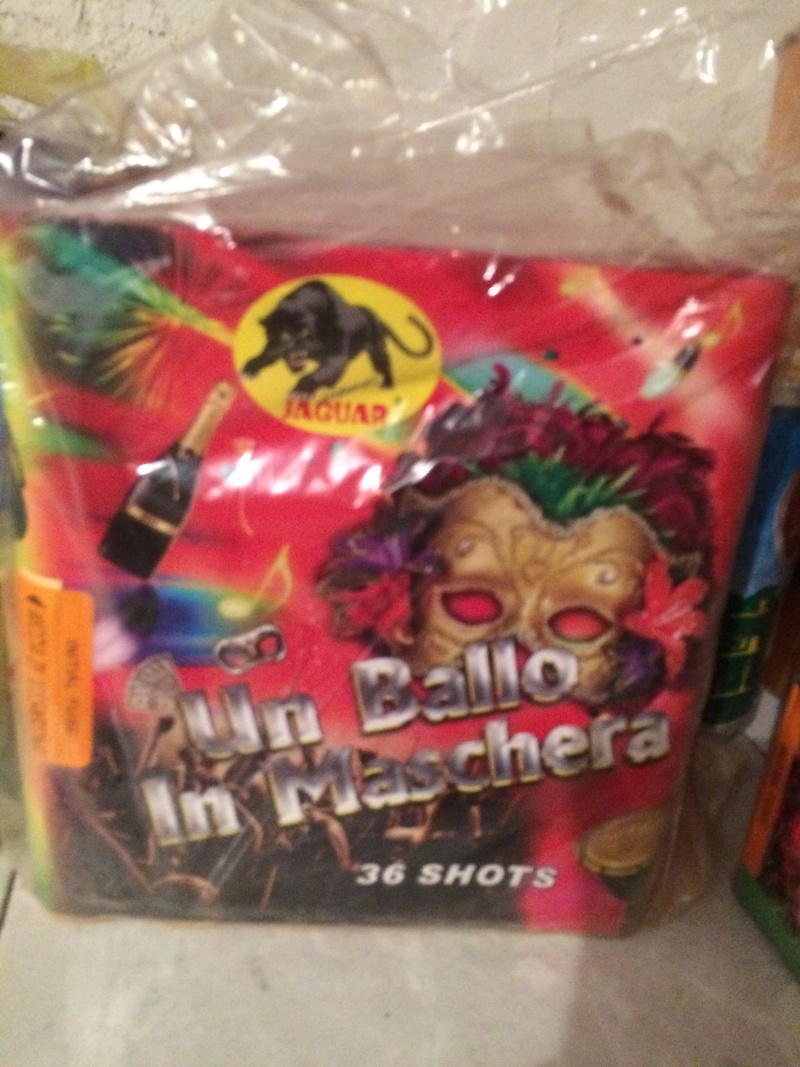 JAGUAR
Un Ballo
In Maschera
36 SHOTS